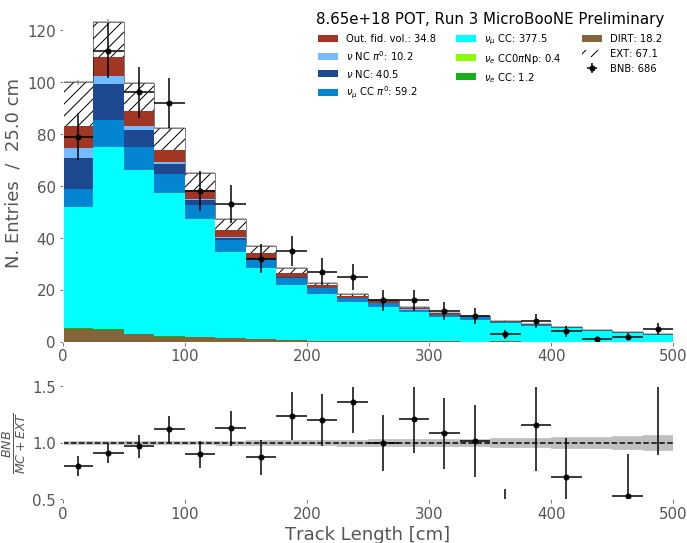 8.65e+18 POT, Run 3 MicroBooNE Preliminary
Out. fid. vol.: 34.8
ν NC π⁰: 10.2
ν NC: 40.5
ν_μ CC π⁰: 59.2
ν_μ CC: 377.5
ν_e CC0πNp: 0.4
ν_e CC: 1.2
DIRT: 18.2
EXT: 67.1
BNB: 686
N. Entries / 25.0 cm
120
100
80
60
40
20
0
0 100 200 300 400 500
BNB
MC + EXT
1.5
1.0
0.5
0 100 200 300 400 500
Track Length [cm]